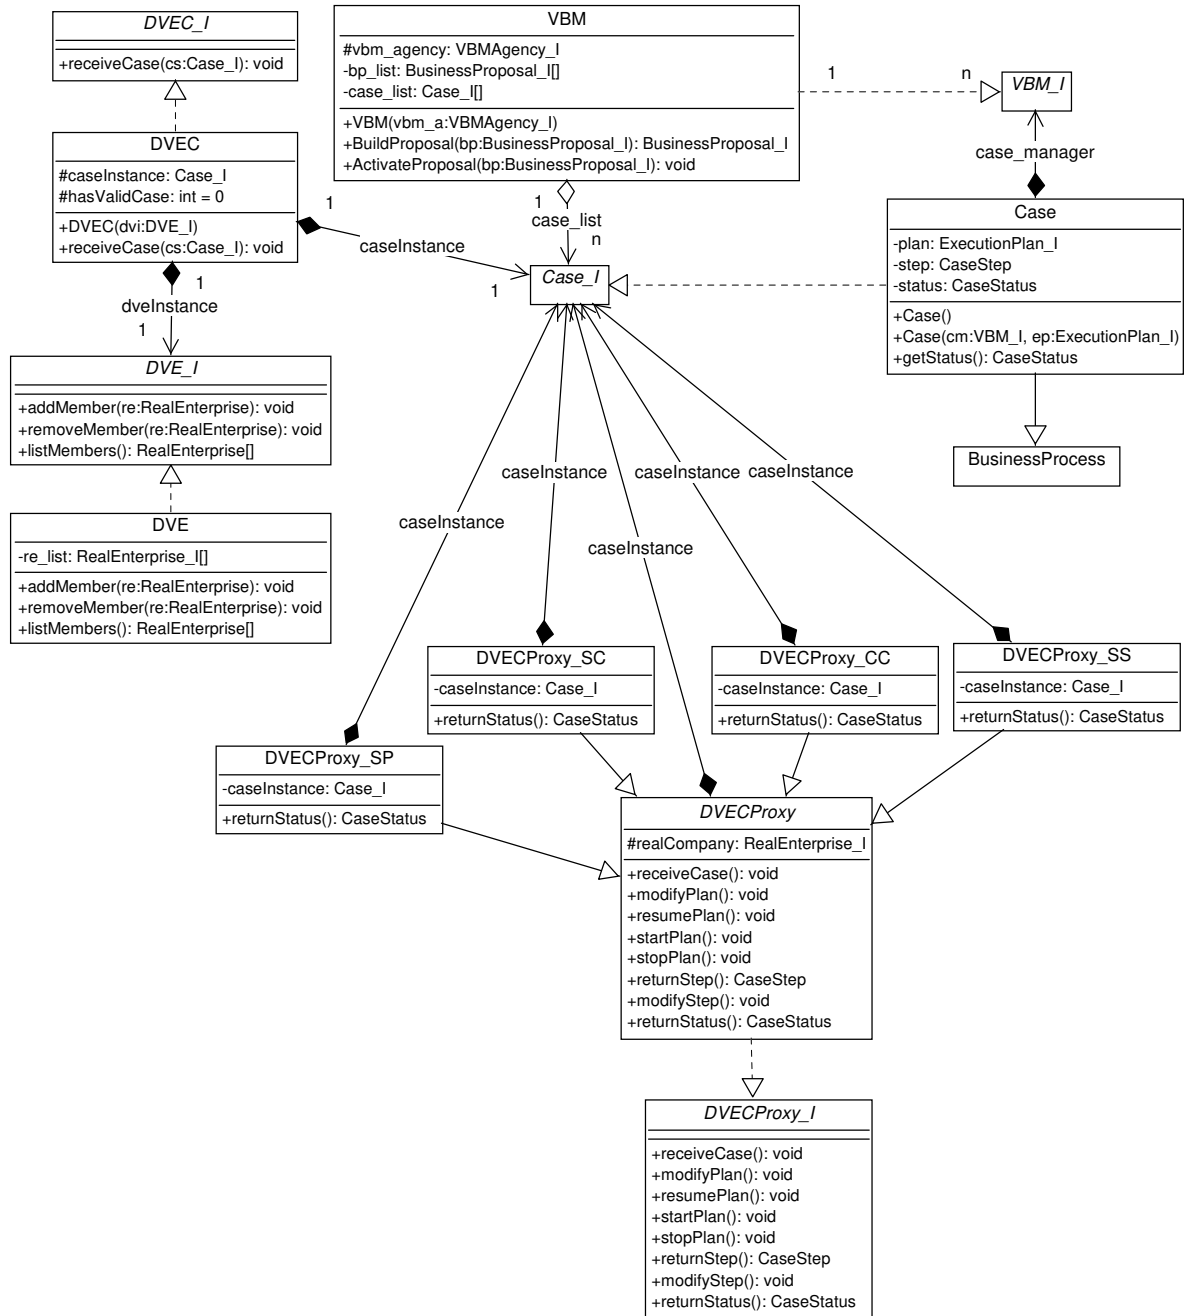 DVEC_I
+receiveCase(cs:Case_I): void
VBM
#vbm_agency: VBMAgency_I
-bp_list: BusinessProposal_I[]
-case_list: Case_I[]
+VBM(vbm_a:VBMAgency_I)
+BuildProposal(bp:BusinessProposal_I): BusinessProposal_I
+ActivateProposal(bp:BusinessProposal_I): void
1
n
VBM_I
case_manager
DVEC
#caseInstance: Case_I
#hasValidCase: int = 0
+DVEC(dvi:DVE_I)
+receiveCase(cs:Case_I): void
1
caseInstance
1
1
case_list
n
Case_I
Case
-plan: ExecutionPlan_I
-step: CaseStep
-status: CaseStatus
+Case()
+Case(cm:VBM_I, ep:ExecutionPlan_I)
+getStatus(): CaseStatus
1
dveInstance
1
DVE_I
+addMember(re:RealEnterprise): void
+removeMember(re:RealEnterprise): void
+listMembers(): RealEnterprise[]
BusinessProcess
DVE
-re_list: RealEnterprise_I[]
+addMember(re:RealEnterprise): void
+removeMember(re:RealEnterprise): void
+listMembers(): RealEnterprise[]
caseInstance
caseInstance
caseInstance
caseInstance
caseInstance
DVECProxy_SC
-caseInstance: Case_I
+returnStatus(): CaseStatus
DVECProxy_CC
-caseInstance: Case_I
+returnStatus(): CaseStatus
DVECProxy_SS
-caseInstance: Case_I
+returnStatus(): CaseStatus
DVECProxy_SP
-caseInstance: Case_I
+returnStatus(): CaseStatus
DVECProxy
#realCompany: RealEnterprise_I
+receiveCase(): void
+modifyPlan(): void
+resumePlan(): void
+startPlan(): void
+stopPlan(): void
+returnStep(): CaseStep
+modifyStep(): void
+returnStatus(): CaseStatus
DVECProxy_I
+receiveCase(): void
+modifyPlan(): void
+resumePlan(): void
+startPlan(): void
+stopPlan(): void
+returnStep(): CaseStep
+modifyStep(): void
+returnStatus(): CaseStatus